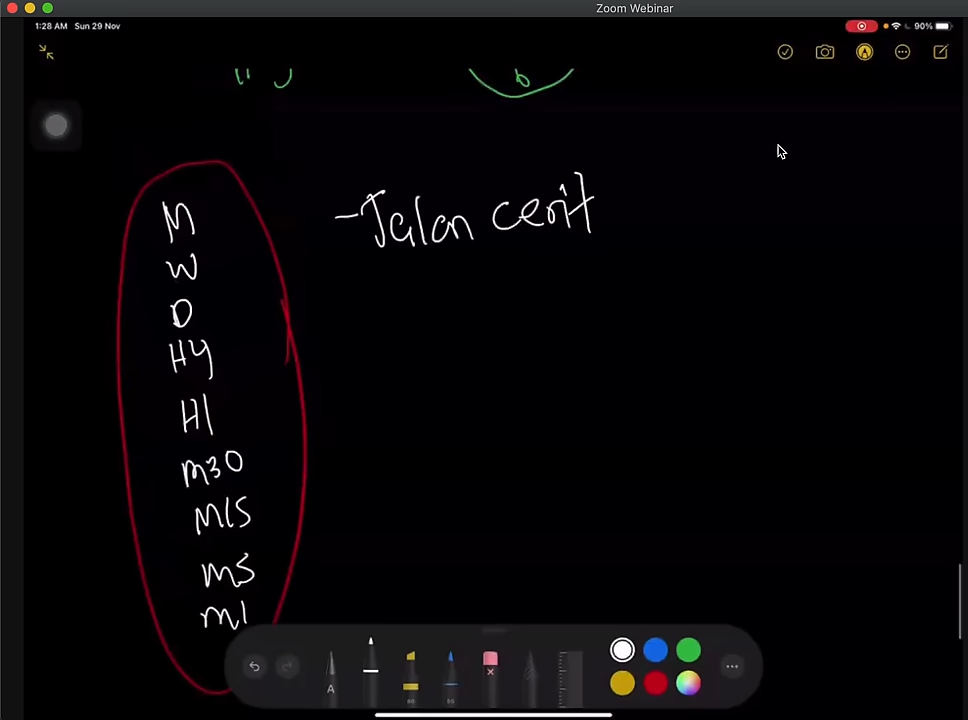 Zoom Webinar
1:28 AM Sun 29 Nov
90%
b
-Jalan cerit
M
W
D
H4
H1
M30
M15
M5
M1
A